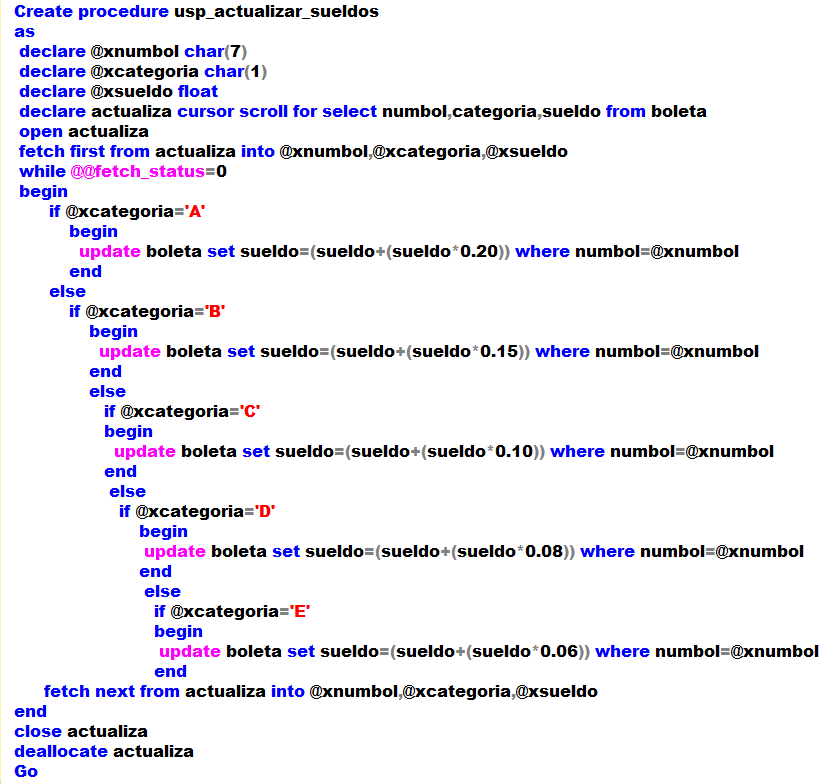 Create procedure usp_actualizar_sueldos
as
declare @xnumbol char(7)
declare @xcategoria char(1)
declare @xsueldo float
declare actualiza cursor scroll for select numbol,categoria,sueldo from boleta
open actualiza
fetch first from actualiza into @xnumbol,@xcategoria,@xsueldo
while @@fetch_status=0
begin
if @xcategoria='A'
begin
update boleta set sueldo=(sueldo+(sueldo*0.20)) where numbol=@xnumbol
end
else
if @xcategoria='B'
begin
update boleta set sueldo=(sueldo+(sueldo*0.15)) where numbol=@xnumbol
end
else
if @xcategoria='C'
begin
update boleta set sueldo=(sueldo+(sueldo*0.10)) where numbol=@xnumbol
end
else
if @xcategoria='D'
begin
update boleta set sueldo=(sueldo+(sueldo*0.08)) where numbol=@xnumbol
end
else
if @xcategoria='E'
begin
update boleta set sueldo=(sueldo+(sueldo*0.06)) where numbol=@xnumbol
end
fetch next from actualiza into @xnumbol,@xcategoria,@xsueldo
end
close actualiza
deallocate actualiza
Go